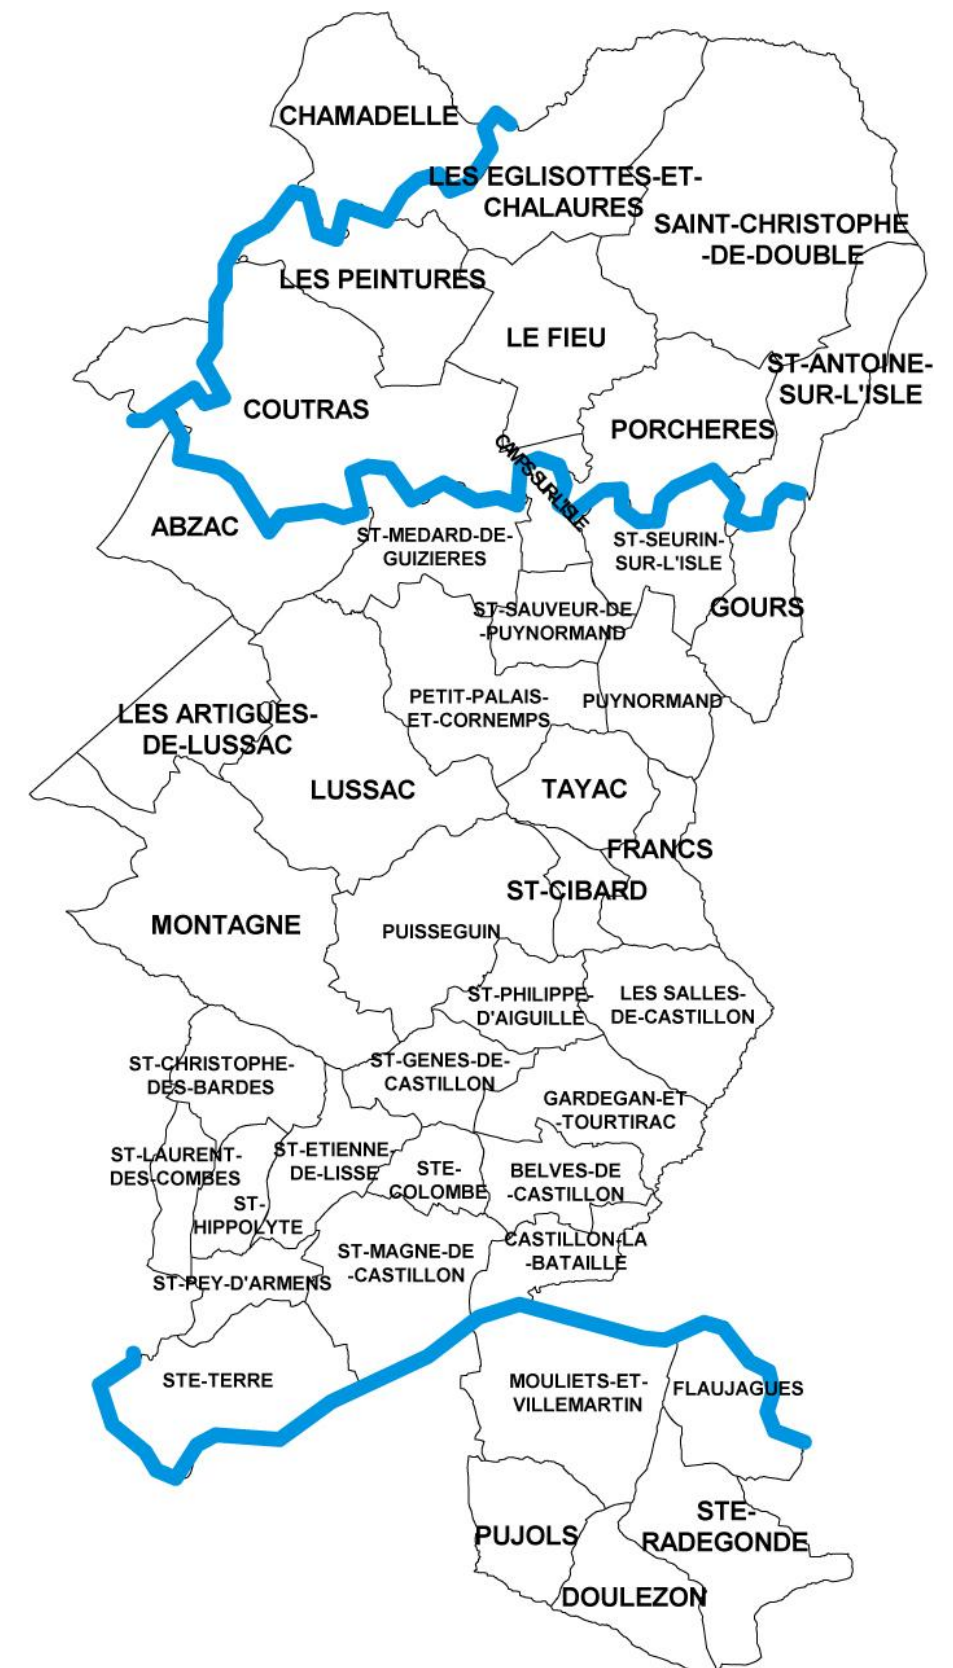 CHAMADELLE
LES EGLISOTTES-ET-
CHALAURES
SAINT-CHRISTOPHE
-DE-DOUBLE
LES PEINTURES
LE FIEU
ST-ANTOINE-
SUR-L'ISLE
COUTRAS
PORCHERES
CAMPS SUR L'ISLE
ABZAC
ST-MEDARD-DE-
GUIZIERES
ST-SEURIN-
SUR-L'ISLE
GOURS
ST-SAUVEUR-DE
-PUYNORMAND
PETIT-PALAIS-
ET-CORNEMPS
PUYNORMAND
LES ARTIGUES-
DE-LUSSAC
LUSSAC
TAYAC
FRANCS
ST-CIBARD
MONTAGNE
PUISSEGUIN
ST-PHILIPPE-
D'AIGUILLE
LES SALLES-
DE-CASTILLON
ST-CHRISTOPHE-
DES-BARDES
ST-GENES-DE-
CASTILLON
GARDEGAN-ET
-TOURTIRAC
ST-LAURENT-
DES-COMBES
ST-ETIENNE-
DE-LISSE
STE-
COLOMBE
BELVES-DE
-CASTILLON
ST-
HIPPOLYTE
ST-MAGNE-DE
-CASTILLON
CASTILLON-LA
-BATAILLE
ST-PEY-D'ARMENS
STE-TERRE
MOULIETS-ET-
VILLEMARTIN
FLAUJAGUES
PUJOLS
STE-
RADEGONDE
DOULEZON